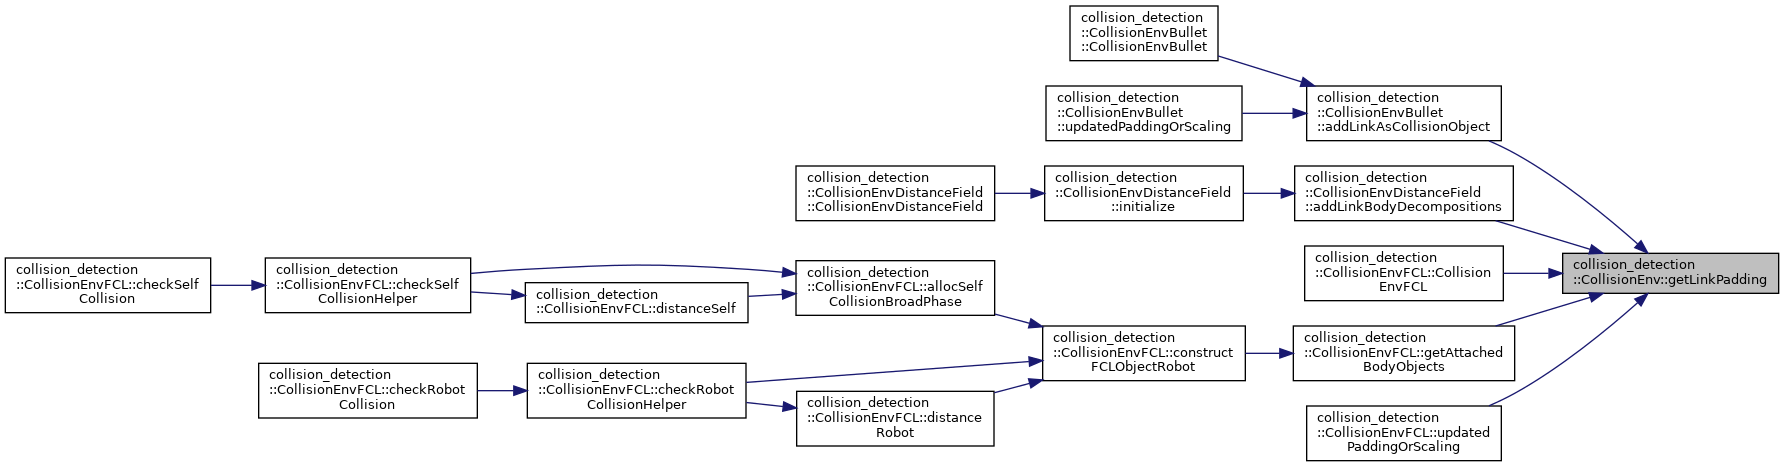 collision_detection
::CollisionEnvBullet
::CollisionEnvBullet
collision_detection
::CollisionEnvBullet
::updatedPaddingOrScaling
collision_detection
::CollisionEnvBullet
::addLinkAsCollisionObject
collision_detection
::CollisionEnvDistanceField
::CollisionEnvDistanceField
collision_detection
::CollisionEnvDistanceField
::initialize
collision_detection
::CollisionEnvDistanceField
::addLinkBodyDecompositions
collision_detection
::CollisionEnvFCL::checkSelf
Collision
collision_detection
::CollisionEnvFCL::checkSelf
CollisionHelper
collision_detection
::CollisionEnvFCL::distanceSelf
collision_detection
::CollisionEnvFCL::allocSelf
CollisionBroadPhase
collision_detection
::CollisionEnvFCL::Collision
EnvFCL
collision_detection
::CollisionEnv::getLinkPadding
collision_detection
::CollisionEnvFCL::construct
FCLObjectRobot
collision_detection
::CollisionEnvFCL::getAttached
BodyObjects
collision_detection
::CollisionEnvFCL::checkRobot
Collision
collision_detection
::CollisionEnvFCL::checkRobot
CollisionHelper
collision_detection
::CollisionEnvFCL::distance
Robot
collision_detection
::CollisionEnvFCL::updated
PaddingOrScaling